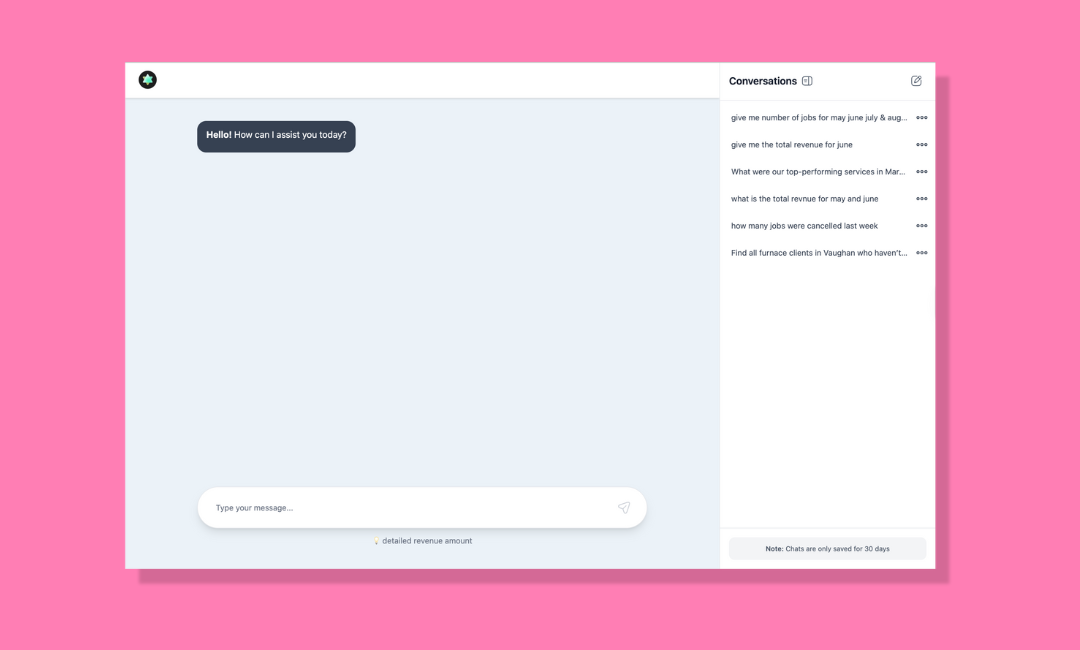 Conversations
Hello! How can I assist you today?
give me number of jobs for may june july & aug...
give me the total revenue for june
What were our top-performing services in Mar...
what is the total revnue for may and june
how many jobs were cancelled last week
Find all furnace clients in Vaughan who haven't...
Type your message...
detailed revenue amount
Note: Chats are only saved for 30 days